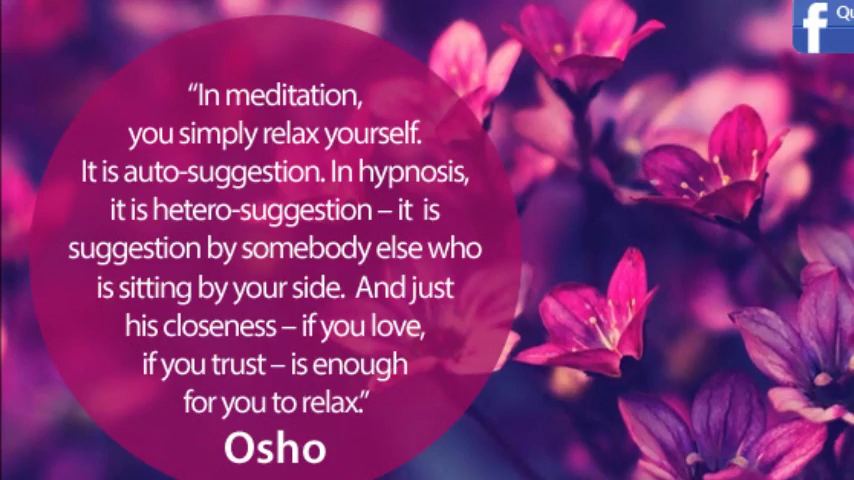 “In meditation,
you simply relax yourself.
It is auto-suggestion. In hypnosis,
it is hetero-suggestion – it  is
suggestion by somebody else who
is sitting by your side.  And just
his closeness – if you love,
if you trust – is enough
for you to relax.”
Osho
f